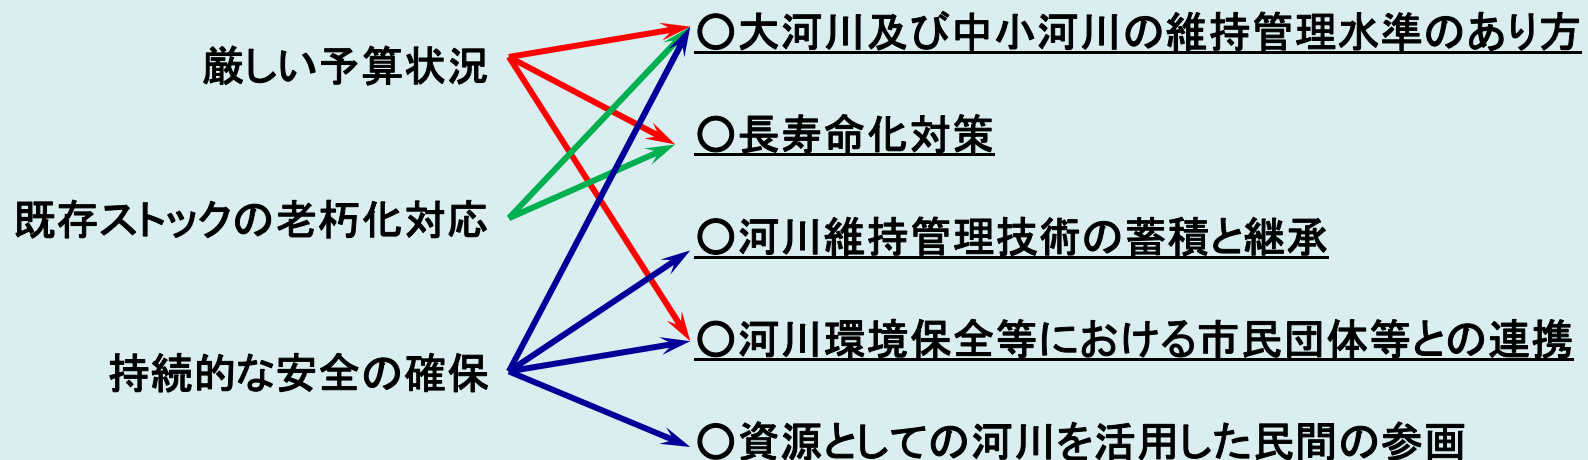 厳しい予算状況
既存ストックの老朽化対応
持続的な安全の確保
〇大河川及び中小河川の維持管理水準のあり方
〇長寿命化対策
〇河川維持管理技術の蓄積と継承
〇河川環境保全等における市民団体等との連携
〇資源としての河川を活用した民間の参画